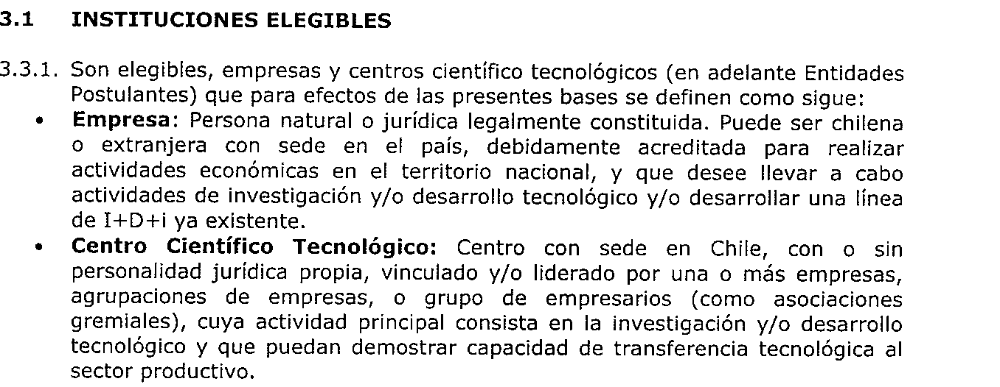 3.1 INSTITUCIONES ELEGIBLES
3.3.1. Son elegibles, empresas y centros científico tecnológicos (en adelante Entidades
Postulantes) que para efectos de las presentes bases se definen como sigue:
• Empresa: Persona natural o jurídica legalmente constituida. Puede ser chilena
o extranjera con sede en el país, debidamente acreditada para realizar
actividades económicas en el territorio nacional, y que desee llevar a cabo
actividades de investigación y/o desarrollo tecnológico y/o desarrollar una línea
de I+D+i ya existente.
• Centro Científico Tecnológico: Centro con sede en Chile, con o sin
personalidad jurídica propia, vinculado y/o liderado por una o más empresas,
agrupaciones de empresas, o grupo de empresarios (como asociaciones
gremiales), cuya actividad principal consista en la investigación y/o desarrollo
tecnológico y que puedan demostrar capacidad de transferencia tecnológica al
sector productivo.